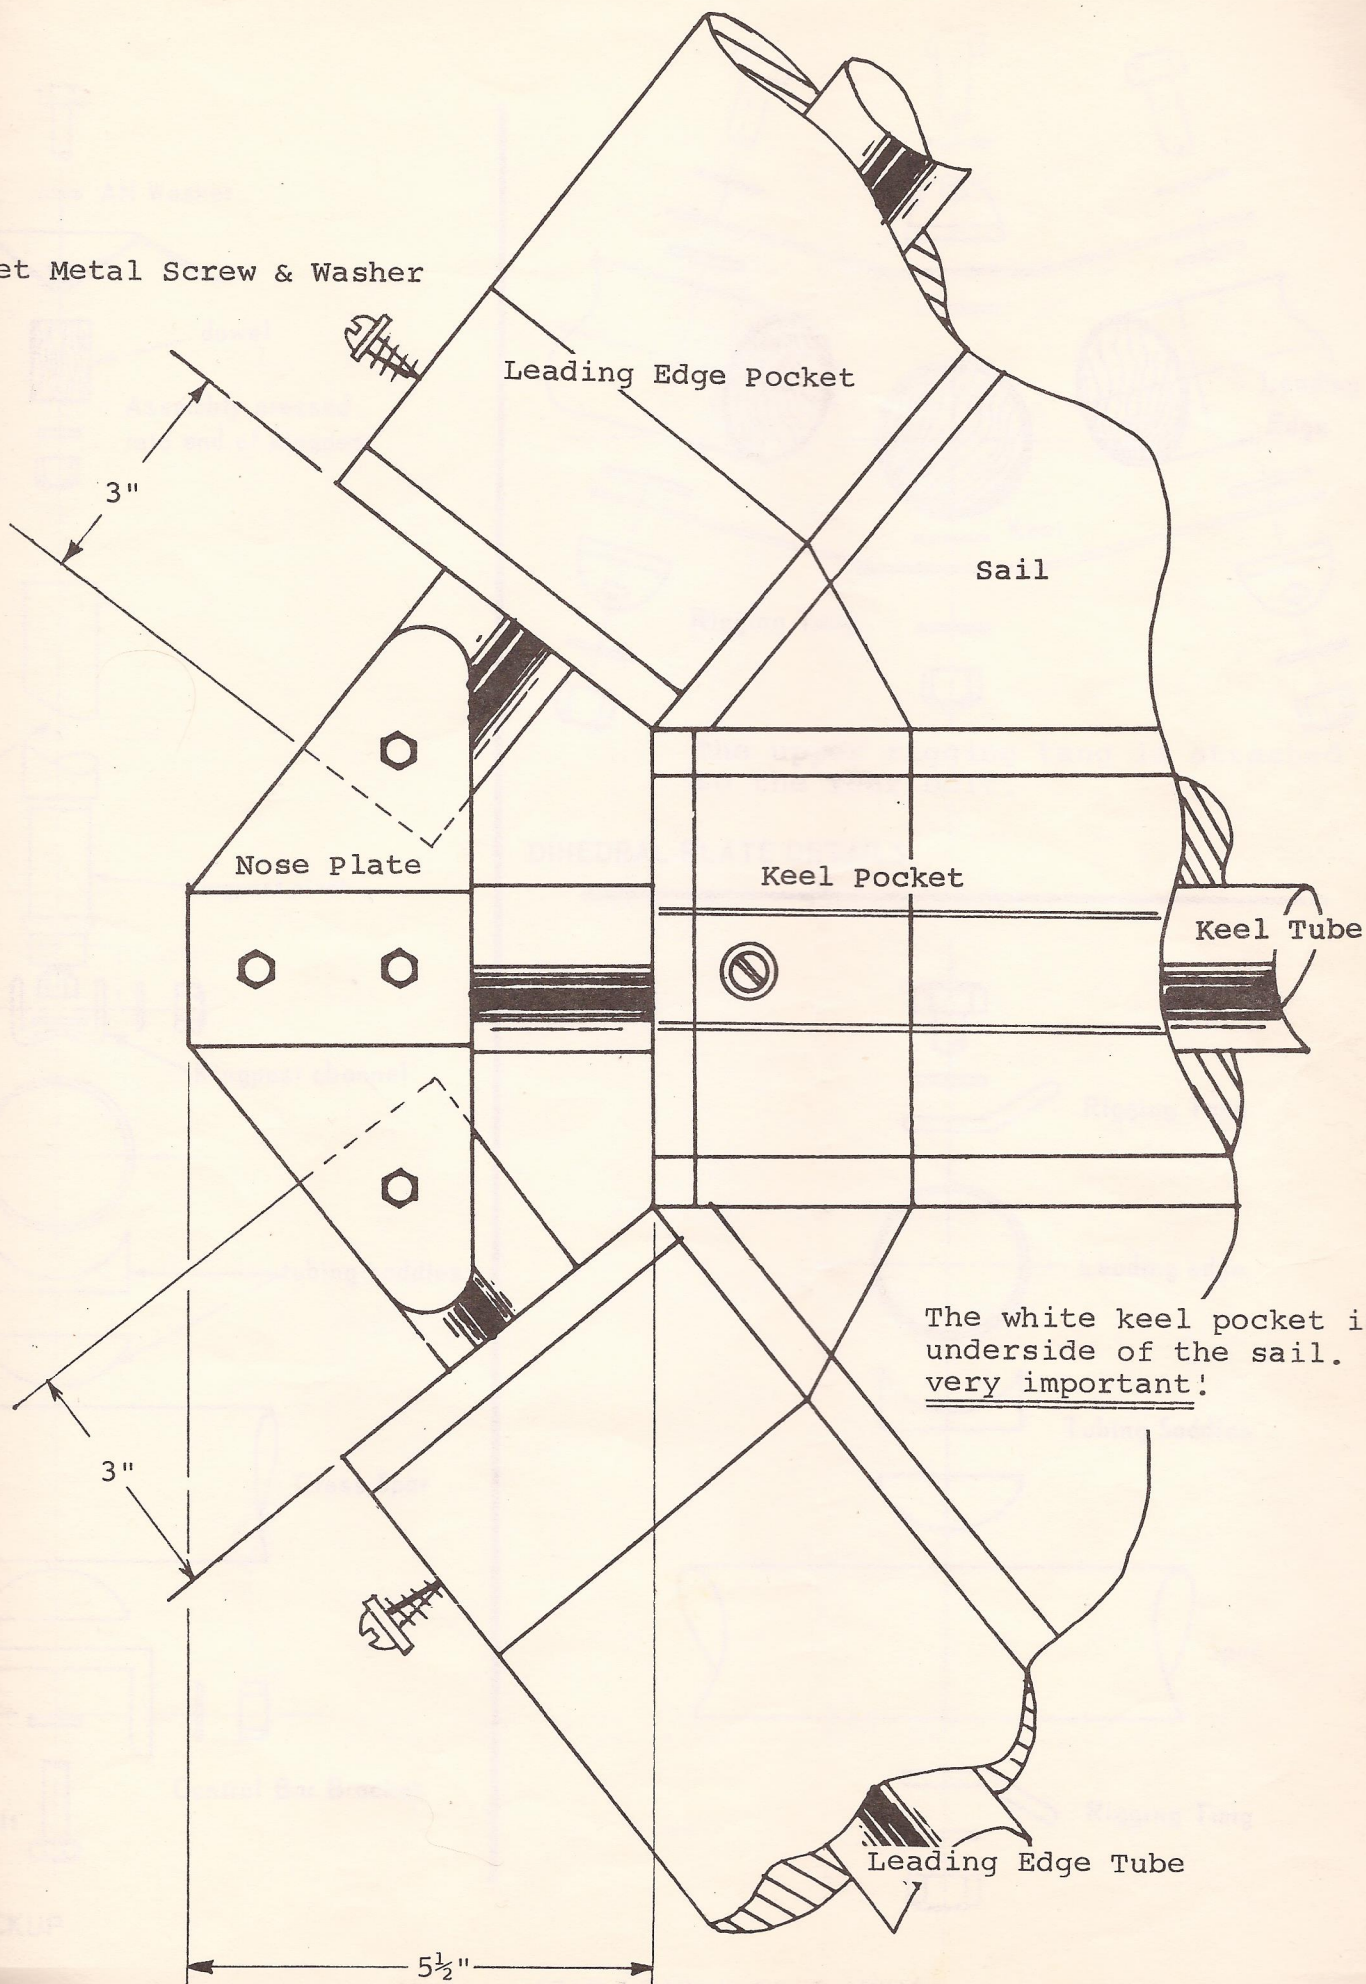 Metal Screw & Washer
Leading Edge Pocket
3"
Sail
Nose Plate
Keel Pocket
Keel Tube
The white keel pocket
underside of the sail.
very important!
3"
Leading Edge Tube
5½"